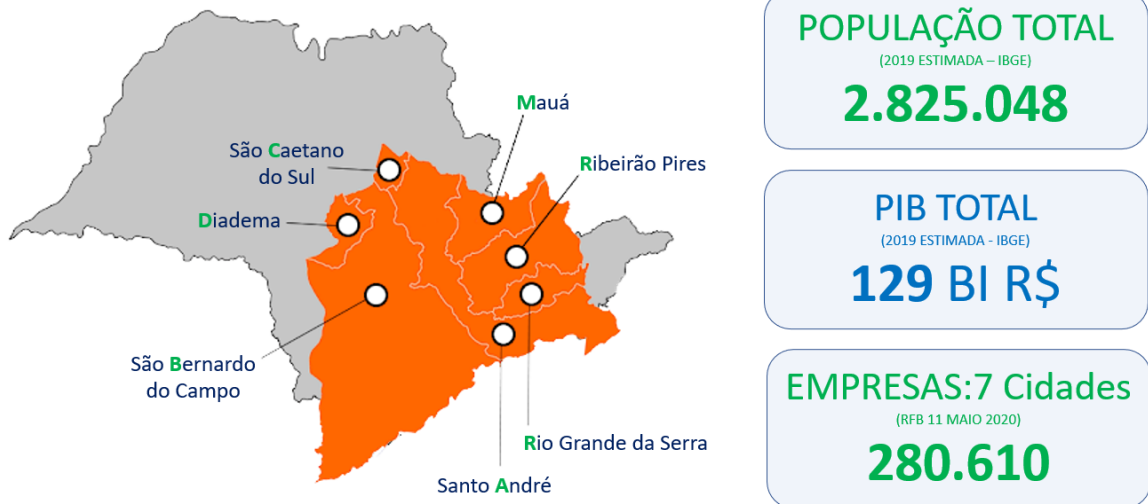 Mauá
São Caetano
do Sul
Ribeirão Pires
Diadema
São Bernardo
do Campo
Rio Grande da Serra
Santo André
POPULAÇÃO TOTAL
(2019 ESTIMADA – IBGE)
2.825.048
PIB TOTAL
(2019 ESTIMADA - IBGE)
129 BI R$
EMPRESAS:7 Cidades
(RFB 11 MAIO 2020)
280.610